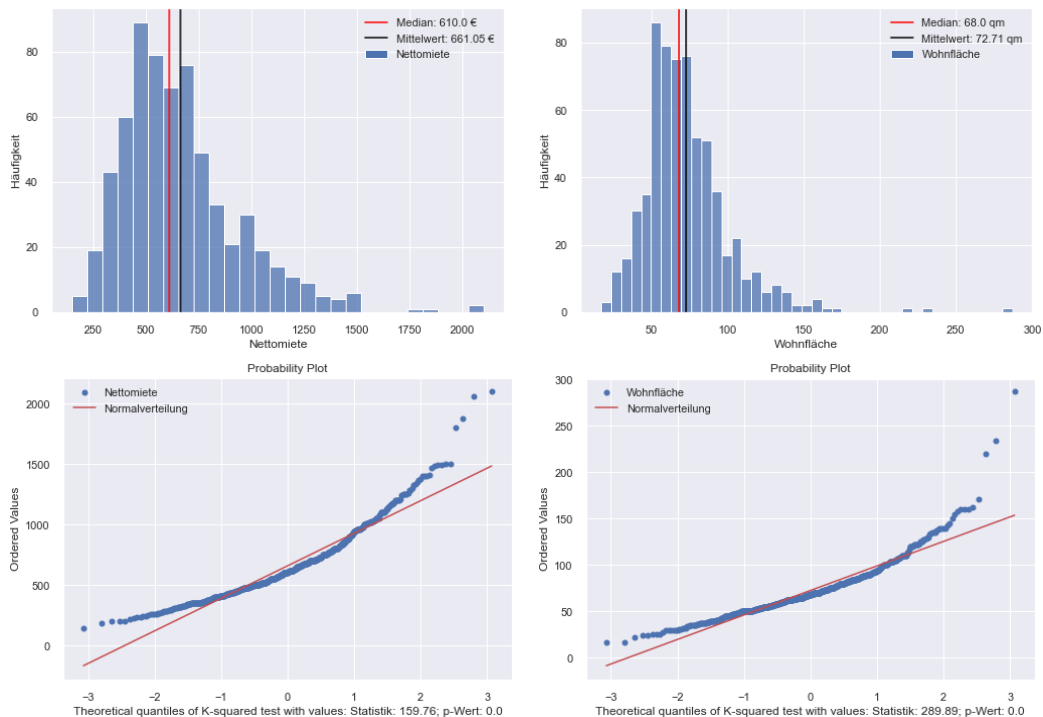 Median: 610.0 €
Mittelwert: 661.05 €
Nettomiete
Häufigkeit
80
60
40
20
0
250
500
750
1000
1250
1500
1750
2000
Nettomiete
Median: 68.0 qm
Mittelwert: 72.71 qm
Wohnfläche
Häufigkeit
80
60
40
20
0
50
100
150
200
250
300
Wohnfläche
Probability Plot
Nettomiete
Normalverteilung
Ordered Values
2000
1500
1000
500
0
−3
−2
−1
0
1
2
3
Theoretical quantiles of K-squared test with values: Statistik: 159.76; p-Wert: 0.0
Probability Plot
Wohnfläche
Normalverteilung
Ordered Values
300
250
200
150
100
50
0
−3
−2
−1
0
1
2
3
Theoretical quantiles of K-squared test with values: Statistik: 289.89; p-Wert: 0.0